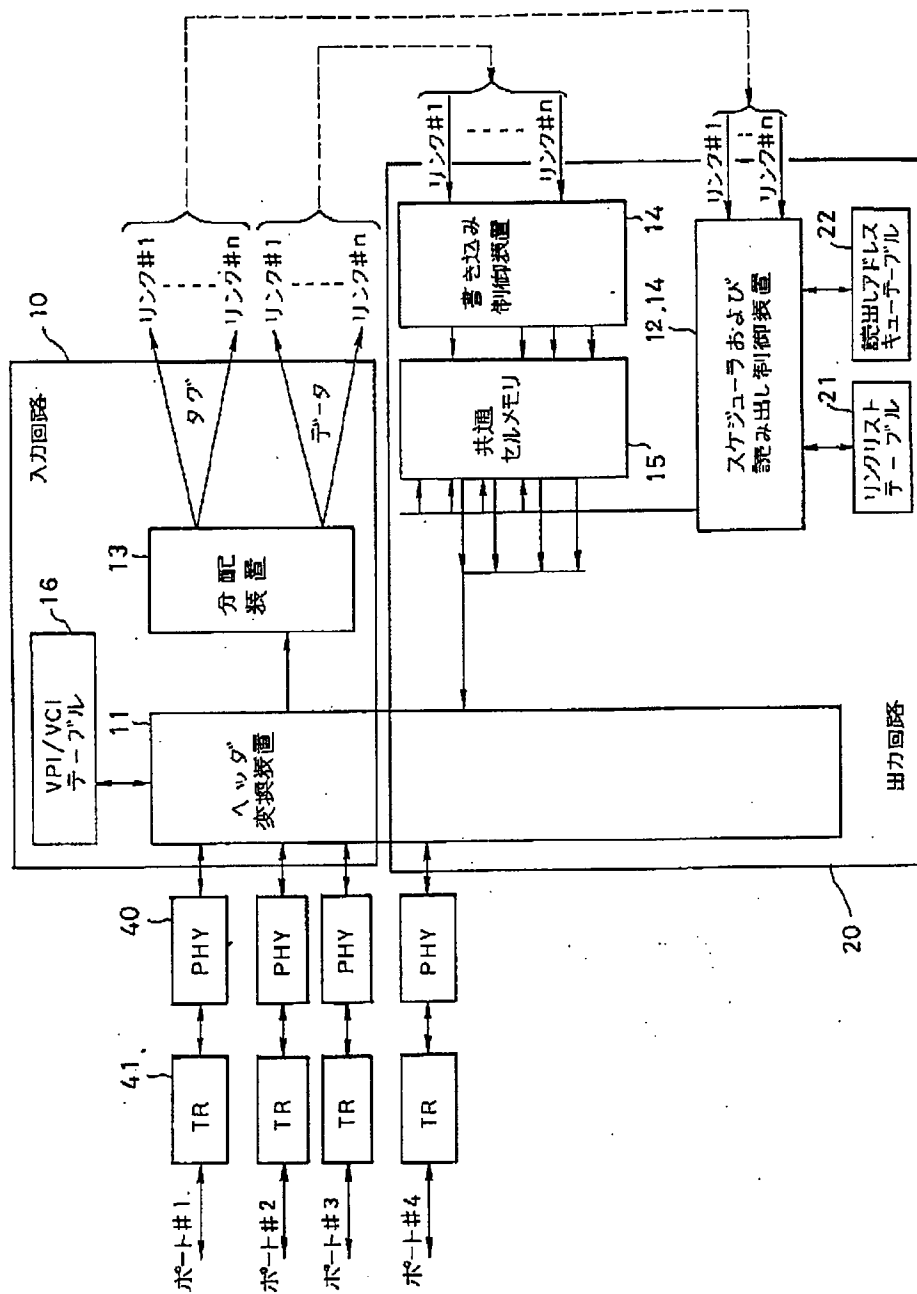 入力回路
10
VPI/VCI
テーブル
16
ヘッダ
変換装置
11
分配
装置
13
タグ
データ
リンク#1
リンク#n
リンク#1
リンク#n
ポート#1
TR
41
PHY
40
ポート#2
TR
PHY
ポート#3
TR
PHY
ポート#4
TR
PHY
リンク#1
リンク#n
書き込み
制御装置
14
共通
セルメモリ
15
リンク#1
リンク#n
スケジューラおよび
読み出し制御装置
12,14
リンクリスト
テーブル
21
読出しアドレス
キューテーブル
22
出力回路
20